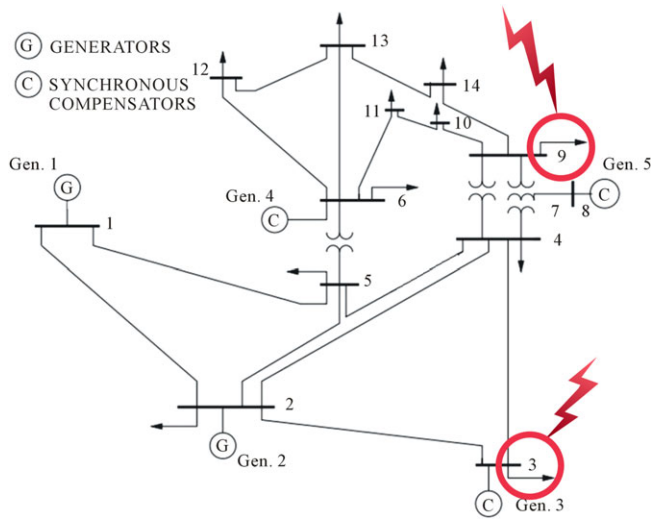 G GENERATORS
C SYNCHRONOUS
COMPENSATORS
13
12
14
11
10
9
Gen. 5
C
7
8
Gen. 1
G
Gen. 4
C
6
1
4
5
2
G
Gen. 2
3
Gen. 3
C